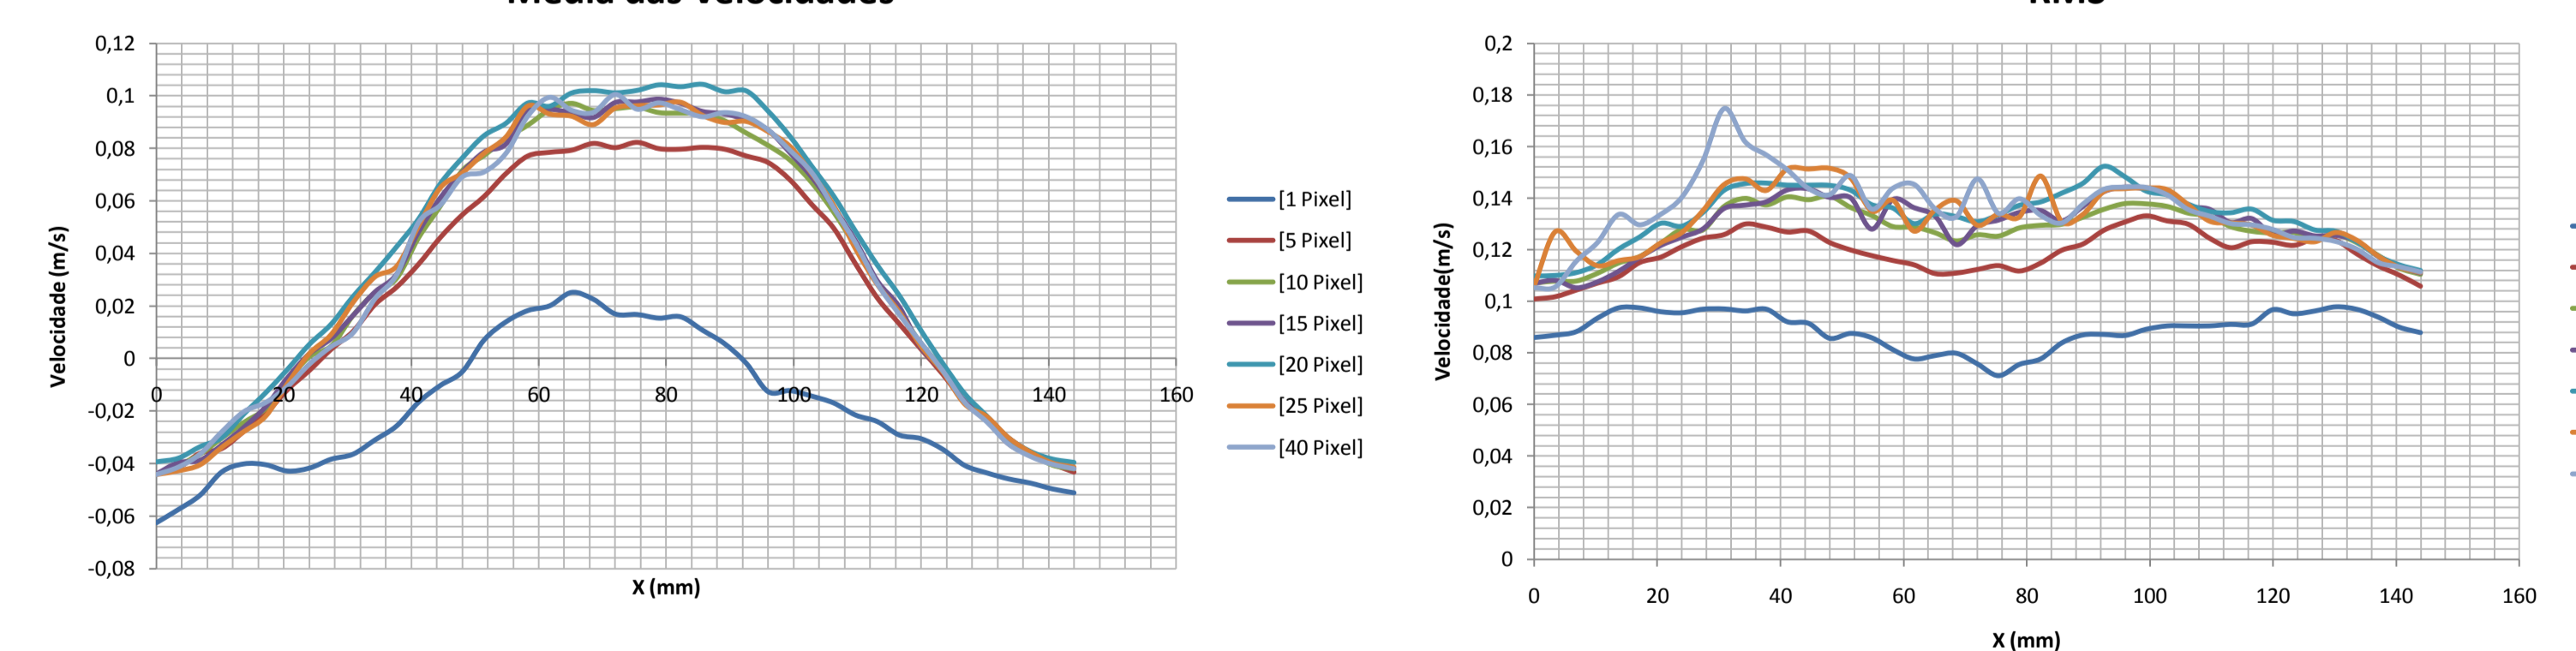 0,12
0,1
0,08
0,06
0,04
0,02
0
-0,02
-0,04
-0,06
-0,08
Velocidade (m/s)
0 20 40 60 80 100 120 140 160
X (mm)
[1 Pixel]
[5 Pixel]
[10 Pixel]
[15 Pixel]
[20 Pixel]
[25 Pixel]
[40 Pixel]
0,2
0,18
0,16
0,14
0,12
0,1
0,08
0,06
0,04
0,02
0
Velocidade(m/s)
0 20 40 60 80 100 120 140 160
X (mm)